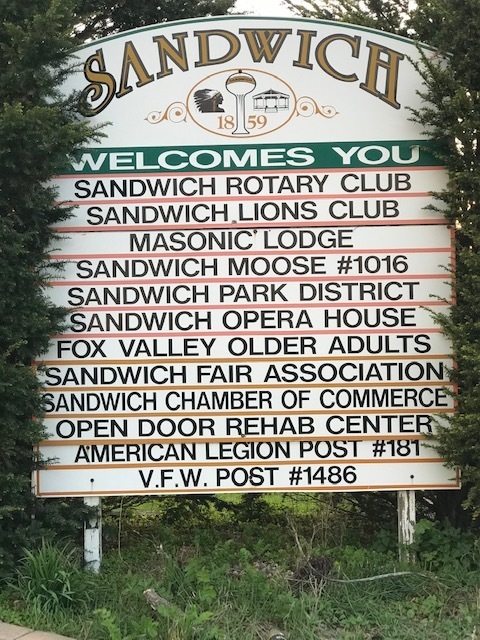 SANDWICH
1859
WELCOMES YOU
SANDWICH ROTARY CLUB
SANDWICH LIONS CLUB
MASONIC LODGE
SANDWICH MOOSE #1016
SANDWICH PARK DISTRICT
SANDWICH OPERA HOUSE
FOX VALLEY OLDER ADULTS
SANDWICH FAIR ASSOCIATION
SANDWICH CHAMBER OF COMMERCE
OPEN DOOR REHAB CENTER
AMERICAN LEGION POST #181
V.F.W. POST #1486